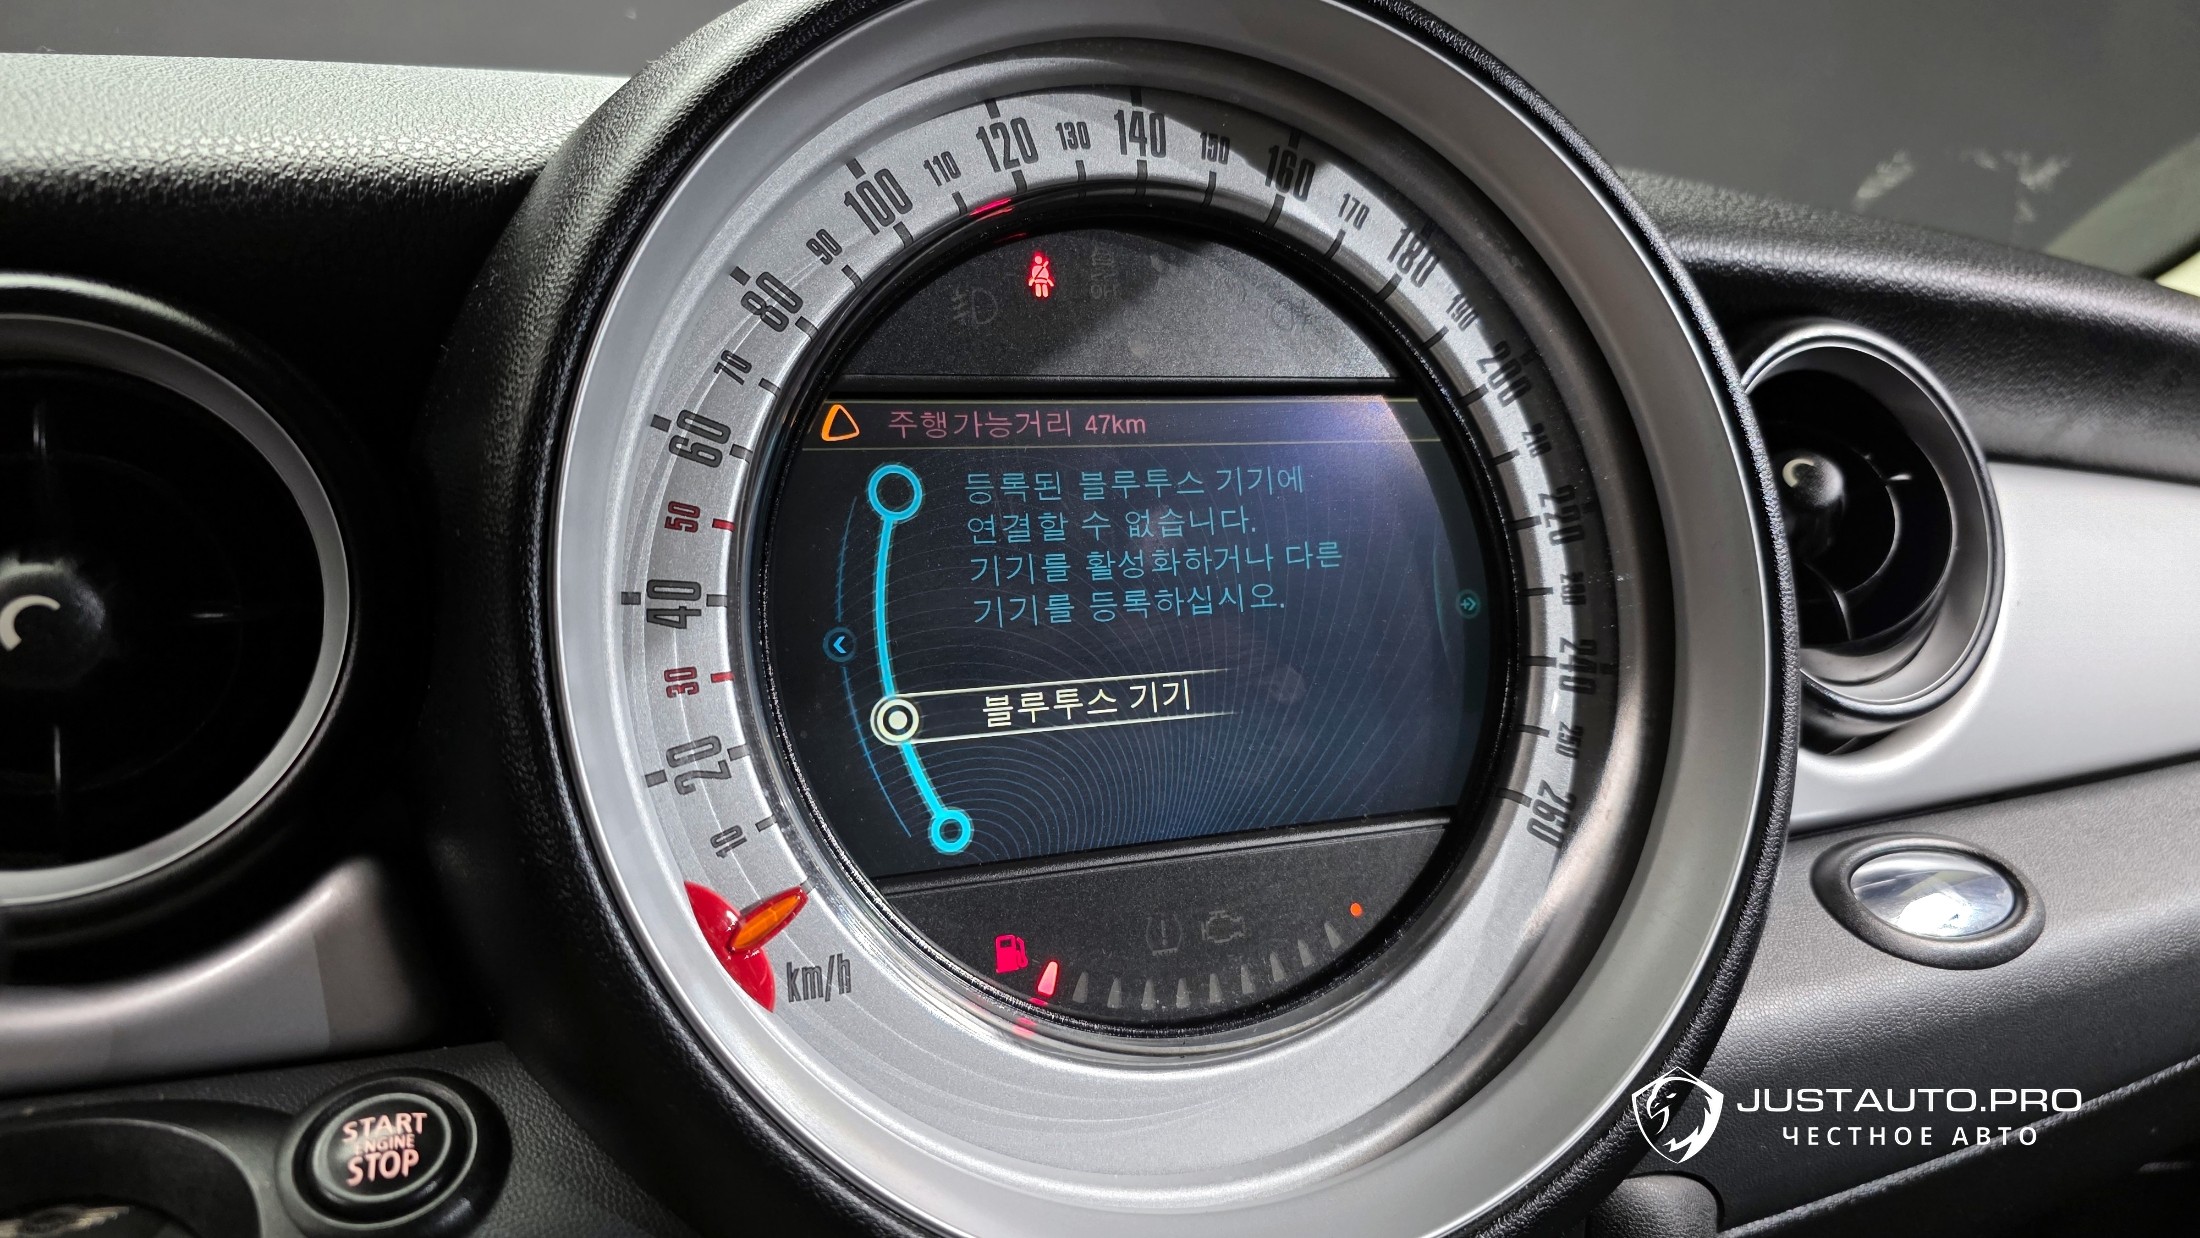 10
20
30
40
50
60
70
80
90
100
110
120
130
140
150
160
170
180
190
200
210
220
230
240
250
260
km/h
OFF
주행가능거리 47km
등록된 블루투스 기기에
연결할 수 없습니다.
기기를 활성화하거나 다른
기기를 등록하십시오.
블루투스 기기
START
ENGINE
STOP
JUSTAUTO.PRO
ЧЕСТНОЕ АВТО